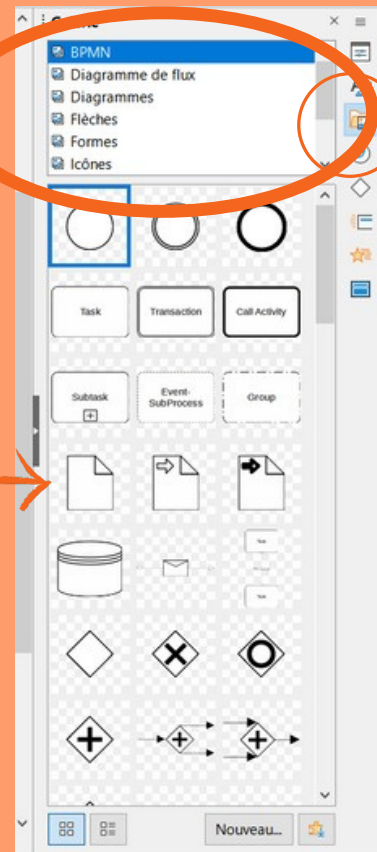 BPMN
Diagramme de flux
Diagrammes
Flèches
Formes
Icônes
Task
Transaction
Call Activity
Subtask
Event-
SubProcess
Group
Nouveau...